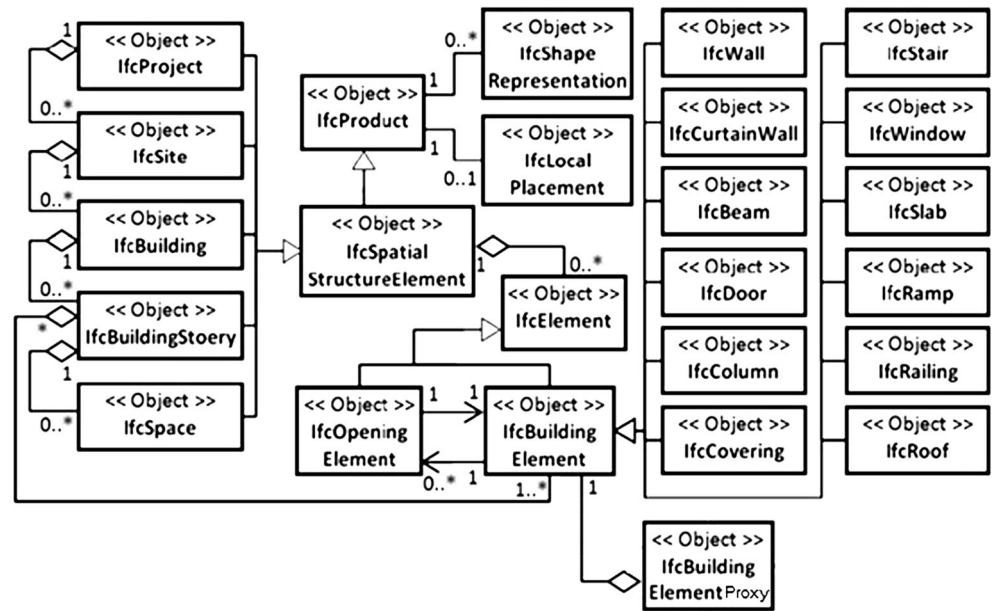 1
<< Object >>
IfcProject
0..*
<< Object >>
IfcSite
1
0..*
<< Object >>
IfcBuilding
1
0..*
<< Object >>
IfcBuildingStoery
*
1
<< Object >>
IfcSpace
0..*
<< Object >>
IfcProduct
1
1
0..*
<< Object >>
IfcShape
Representation
<< Object >>
IfcLocal
Placement
0..1
<< Object >>
IfcSpatial
StructureElement
1
0..*
<< Object >>
IfcElement
<< Object >>
IfcOpening
Element
1
1
<< Object >>
IfcBuilding
Element
0..*
1
1..*
1
<< Object >>
IfcBuilding
ElementProxy
<< Object >>
IfcWall
<< Object >>
IfcCurtainWall
<< Object >>
IfcBeam
<< Object >>
IfcDoor
<< Object >>
IfcColumn
<< Object >>
IfcCovering
<< Object >>
IfcStair
<< Object >>
IfcWindow
<< Object >>
IfcSlab
<< Object >>
IfcRamp
<< Object >>
IfcRailing
<< Object >>
IfcRoof